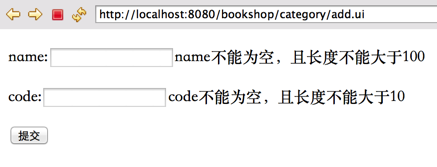 http://localhost:8080/bookshop/category/add.ui
name: name不能为空，且长度不能大于100
code: code不能为空，且长度不能大于10
提交